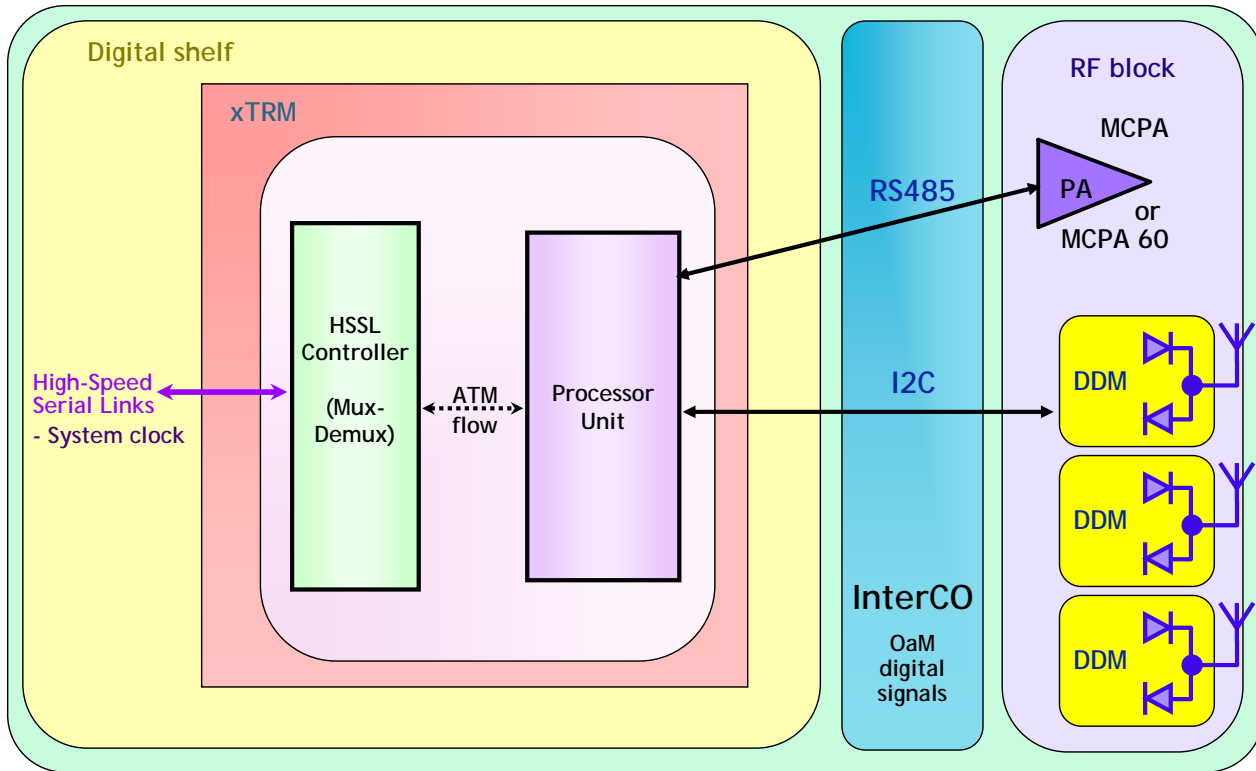 Digital shelf
xTRM
HSSL
Controller
(Mux-
Demux)
High-Speed
Serial Links
- System clock
ATM
flow
Processor
Unit
RS485
I2C
InterCO
OaM
digital
signals
RF block
MCPA
PA
or
MCPA 60
DDM
DDM
DDM